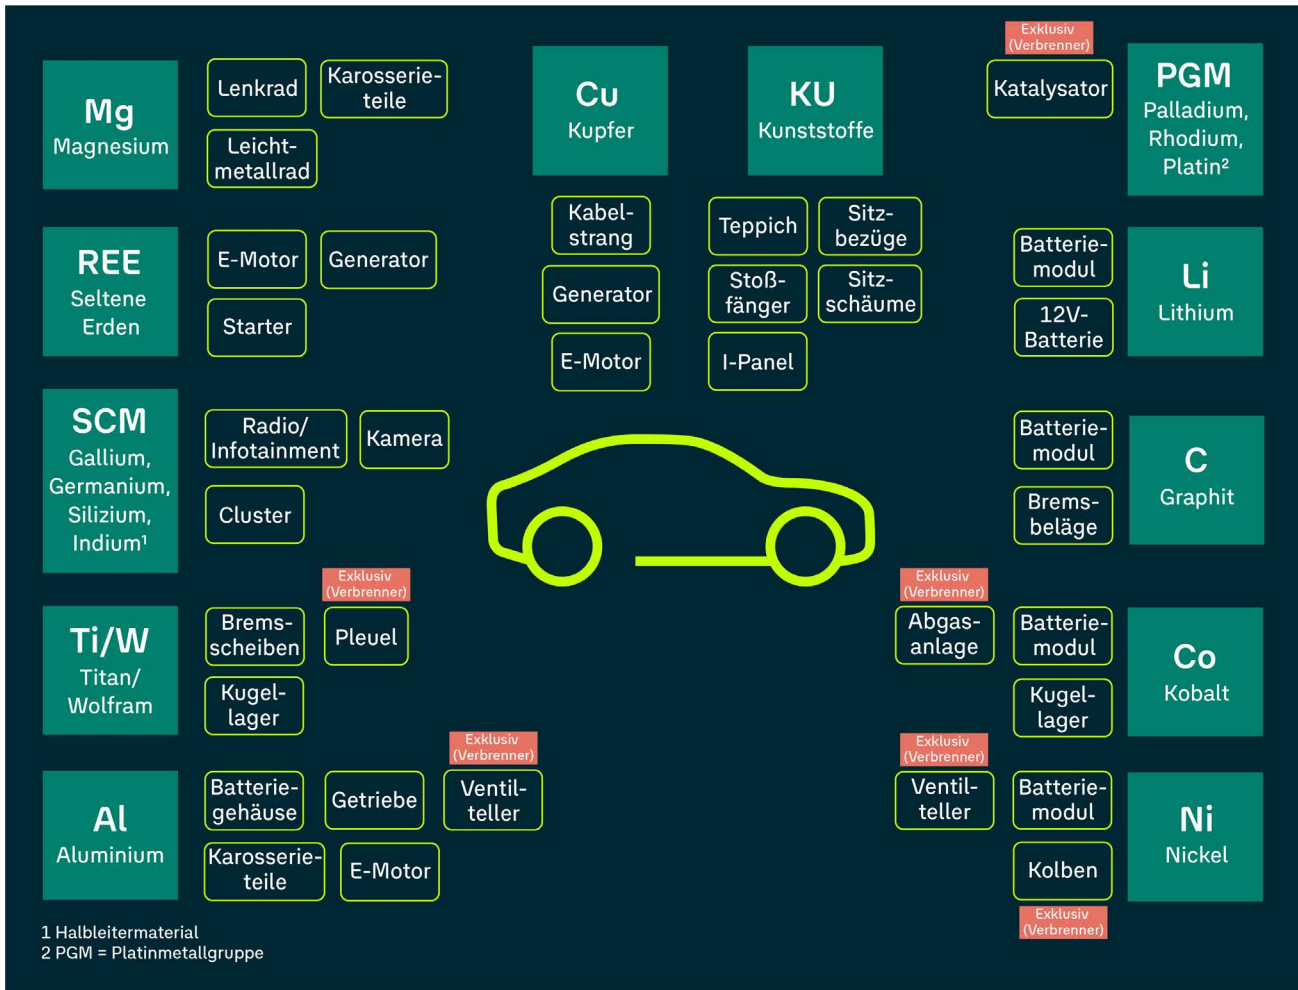 Mg
Magnesium
Lenkrad
Karosserie-
teile
Leicht-
metallrad
Cu
Kupfer
Kabel-
strang
Generator
E-Motor
KU
Kunststoffe
Teppich
Sitz-
bezüge
Stoß-
fänger
Sitz-
schäume
I-Panel
Exklusiv
(Verbrenner)
Katalysator
PGM
Palladium,
Rhodium,
Platin²
REE
Seltene
Erden
E-Motor
Generator
Starter
Batterie-
modul
12V-
Batterie
Li
Lithium
SCM
Gallium,
Germanium,
Silizium,
Indium¹
Radio/
Infotainment
Kamera
Cluster
Batterie-
modul
Brems-
beläge
C
Graphit
Ti/W
Titan/
Wolfram
Brems-
scheiben
Exklusiv
(Verbrenner)
Pleuel
Kugel-
lager
Exklusiv
(Verbrenner)
Abgas-
anlage
Batterie-
modul
Kugel-
lager
Co
Kobalt
Al
Aluminium
Batterie-
gehäuse
Getriebe
Exklusiv
(Verbrenner)
Ventil-
teller
Karosserie-
teile
E-Motor
Exklusiv
(Verbrenner)
Ventil-
teller
Batterie-
modul
Kolben
Exklusiv
(Verbrenner)
Ni
Nickel
1 Halbleitermaterial
2 PGM = Platinmetallgruppe